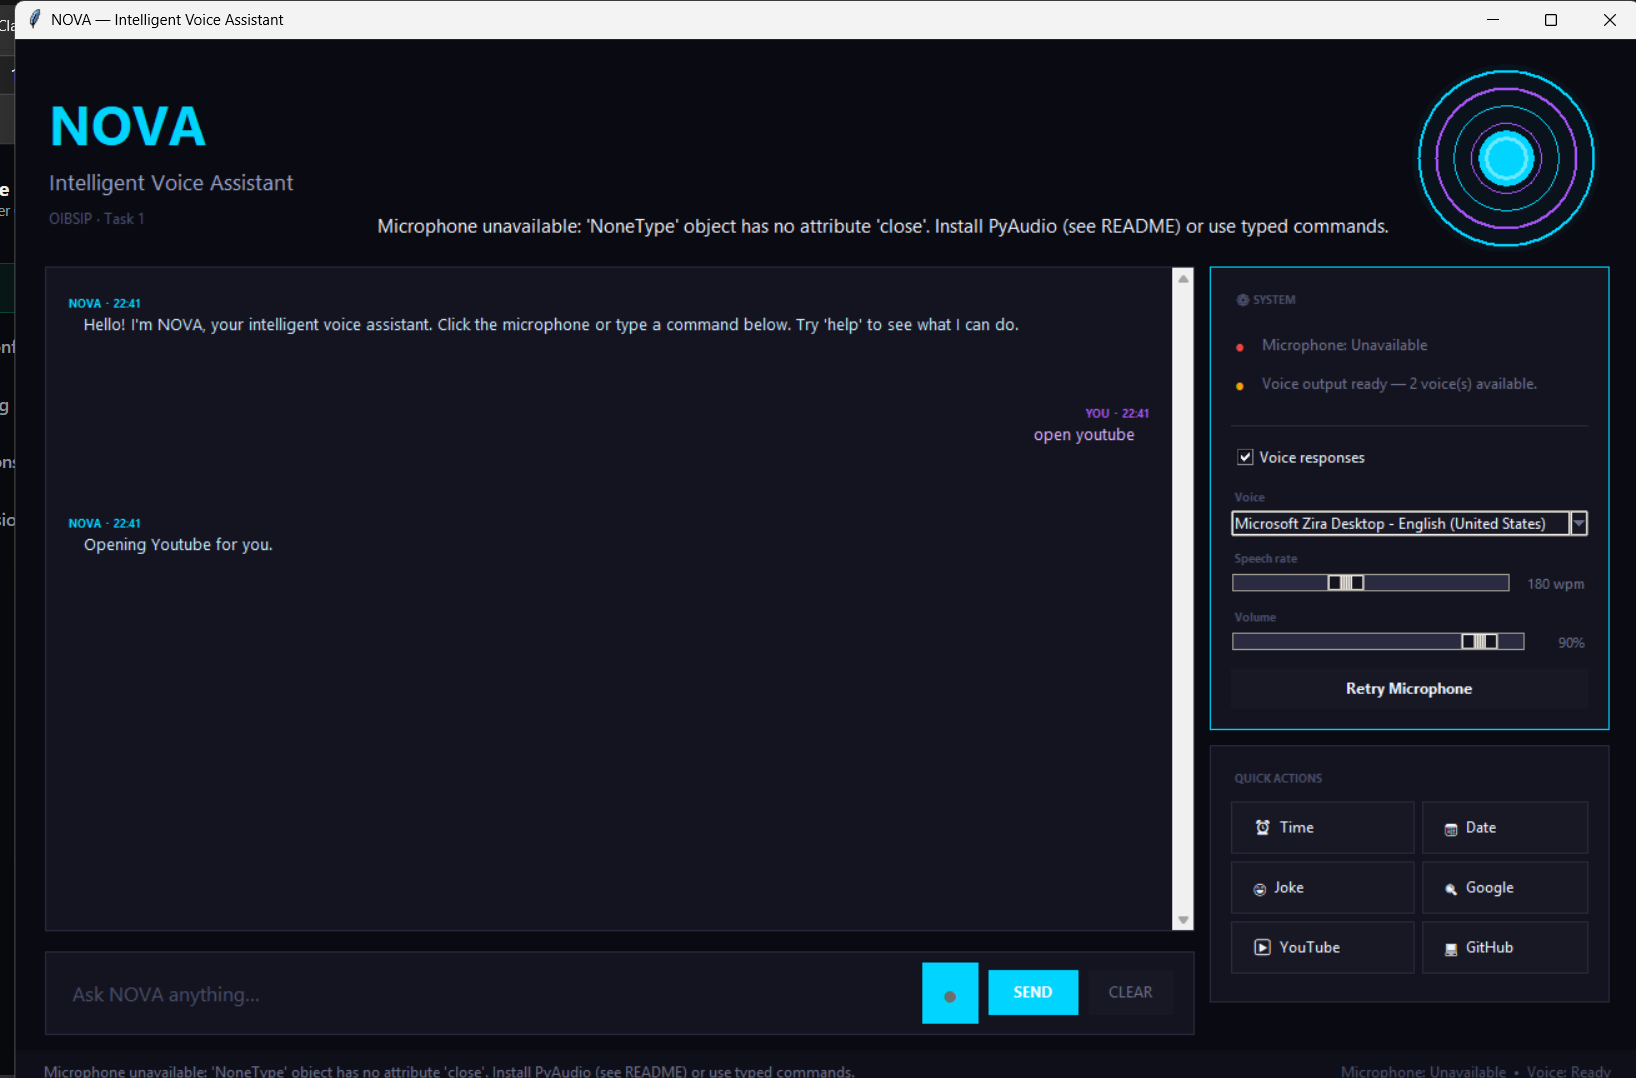 NOVA — Intelligent Voice Assistant
NOVA
Intelligent Voice Assistant
OIBSIP · Task 1
Microphone unavailable: 'NoneType' object has no attribute 'close'. Install PyAudio (see README) or use typed commands.
NOVA · 22:41
Hello! I'm NOVA, your intelligent voice assistant. Click the microphone or type a command below. Try 'help' to see what I can do.
YOU · 22:41
open youtube
NOVA · 22:41
Opening Youtube for you.
Ask NOVA anything...
SEND
CLEAR
SYSTEM
Microphone: Unavailable
Voice output ready — 2 voice(s) available.
Voice responses
Voice
Microsoft Zira Desktop - English (United States)
Speech rate
180 wpm
Volume
90%
Retry Microphone
QUICK ACTIONS
Time
Date
Joke
Google
YouTube
GitHub
Microphone unavailable: 'NoneType' object has no attribute 'close'. Install PyAudio (see README) or use typed commands.
Microphone: Unavailable • Voice: Ready